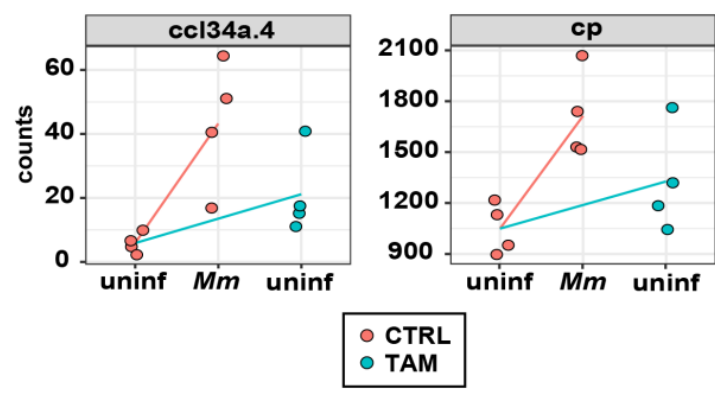 ccl34a.4
cp
counts
60
40
20
0
2100
1800
1500
1200
900
uninf Mm uninf
uninf Mm uninf
CTRL
TAM